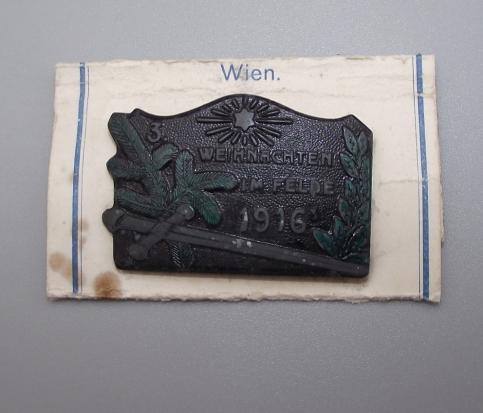 Wien.
3.
WEIHNACHTEN
IM FELDE
1916